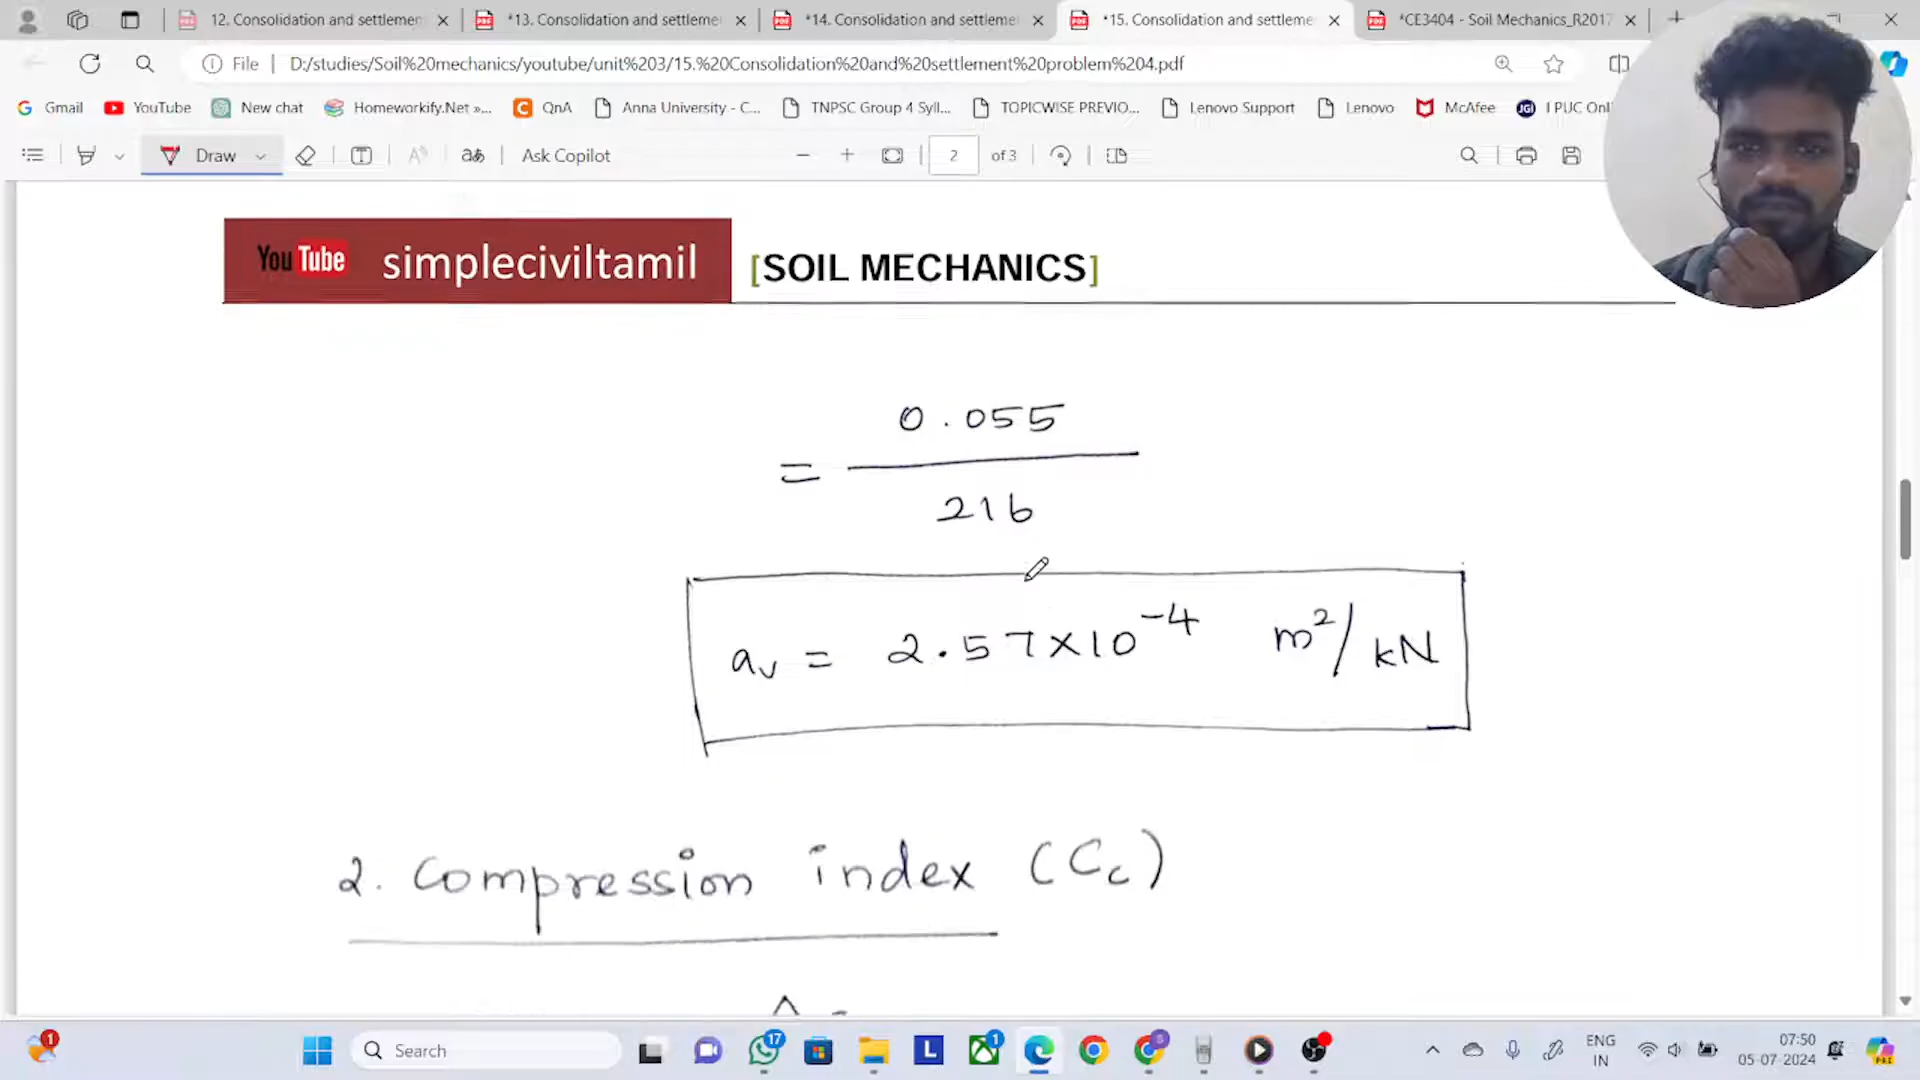 12. Consolidation and settlemen
*13. Consolidation and settleme
*14. Consolidation and settleme
*15. Consolidation and settleme
*CE3404 - Soil Mechanics_R2017
File
D:/studies/Soil%20mechanics/youtube/unit%203/15.%20Consolidation%20and%20settlement%20problem%204.pdf
Gmail
YouTube
New chat
Homeworkify.Net »...
QnA
Anna University - C...
TNPSC Group 4 Syll...
TOPICWISE PREVIO...
Lenovo Support
Lenovo
McAfee
I PUC Onl
Draw
Ask Copilot
2 of 3
YouTube simpleciviltamil [SOIL MECHANICS]
= 0.055
216
av = 2.57×10⁻⁴ m²/kN
2. Compression index (Cc)
Search
17
1
ENG
IN
07:50
05-07-2024